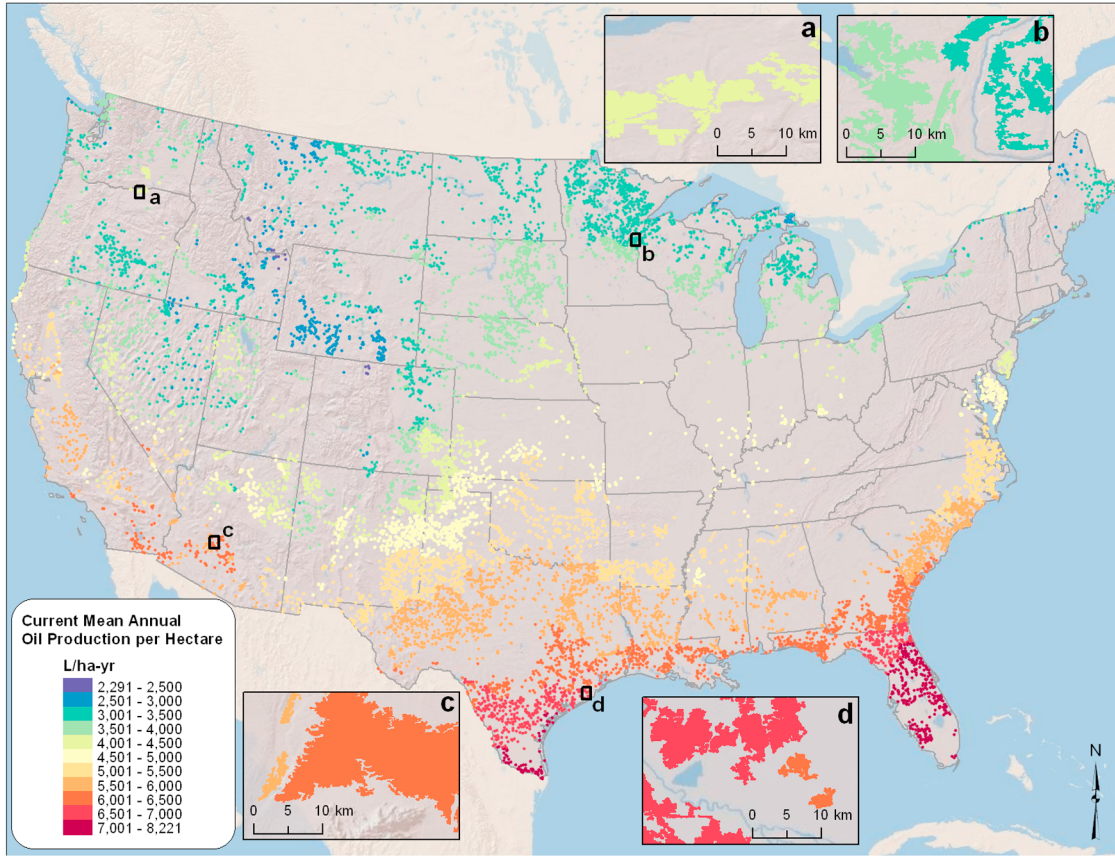 a
0 5 10 km
b
0 5 10 km
a
b
c
d
Current Mean Annual
Oil Production per Hectare
L/ha-yr
2,291 - 2,500
2,501 - 3,000
3,001 - 3,500
3,501 - 4,000
4,001 - 4,500
4,501 - 5,000
5,001 - 5,500
5,501 - 6,000
6,001 - 6,500
6,501 - 7,000
7,001 - 8,221
c
0 5 10 km
d
0 5 10 km
N